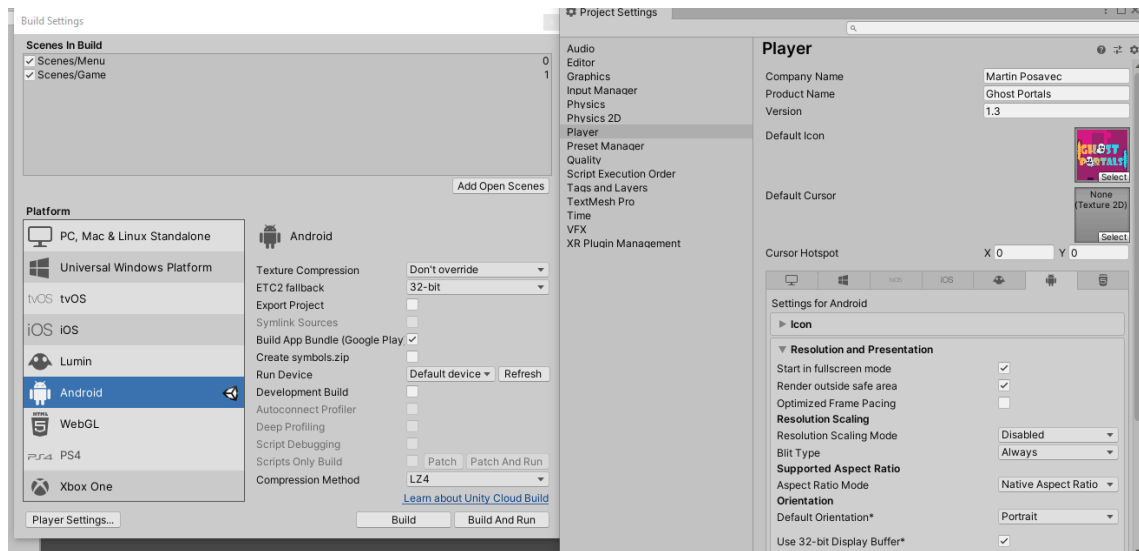 Build Settings
Scenes In Build
Scenes/Menu 0
Scenes/Game 1
Add Open Scenes
Platform
PC, Mac & Linux Standalone
Universal Windows Platform
tvOS tvOS
iOS iOS
Lumin
Android
HTML 5 WebGL
PS4 PS4
Xbox One
Player Settings...
Android
Texture Compression Don't override
ETC2 fallback 32-bit
Export Project
Symlink Sources
Build App Bundle (Google Play
Create symbols.zip
Run Device Default device Refresh
Development Build
Autoconnect Profiler
Deep Profiling
Script Debugging
Scripts Only Build Patch Patch And Run
Compression Method LZ4
Learn about Unity Cloud Build
Build Build And Run
Project Settings
Audio
Editor
Graphics
Input Manager
Physics
Physics 2D
Player
Preset Manager
Quality
Script Execution Order
Tags and Layers
TextMesh Pro
Time
VFX
XR Plugin Management
Player
Company Name Martin Posavec
Product Name Ghost Portals
Version 1.3
Default Icon
GHOST
PORTALS
Select
Default Cursor
None
(Texture 2D)
Select
Cursor Hotspot X 0 Y 0
tvOS iOS 5
Settings for Android
Icon
Resolution and Presentation
Start in fullscreen mode
Render outside safe area
Optimized Frame Pacing
Resolution Scaling
Resolution Scaling Mode Disabled
Blit Type Always
Supported Aspect Ratio
Aspect Ratio Mode Native Aspect Ratio
Orientation
Default Orientation* Portrait
Use 32-bit Display Buffer*